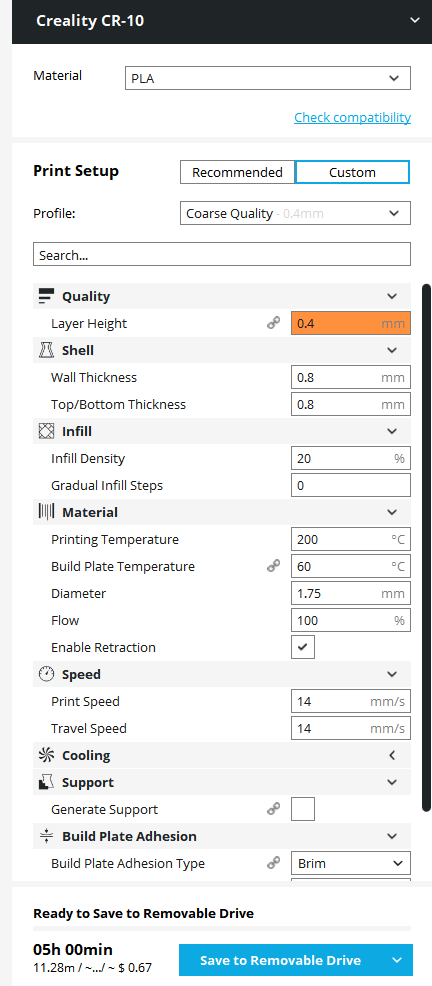 Creality CR-10
Material PLA
Check compatibility
Print Setup Recommended Custom
Profile: Coarse Quality - 0.4mm
Search...
Quality
Layer Height 0.4 mm
Shell
Wall Thickness 0.8 mm
Top/Bottom Thickness 0.8 mm
Infill
Infill Density 20 %
Gradual Infill Steps 0
Material
Printing Temperature 200 °C
Build Plate Temperature 60 °C
Diameter 1.75 mm
Flow 100 %
Enable Retraction
Speed
Print Speed 14 mm/s
Travel Speed 14 mm/s
Cooling
Support
Generate Support
Build Plate Adhesion
Build Plate Adhesion Type Brim
Ready to Save to Removable Drive
05h 00min
11.28m / ~.../ ~ $ 0.67 Save to Removable Drive